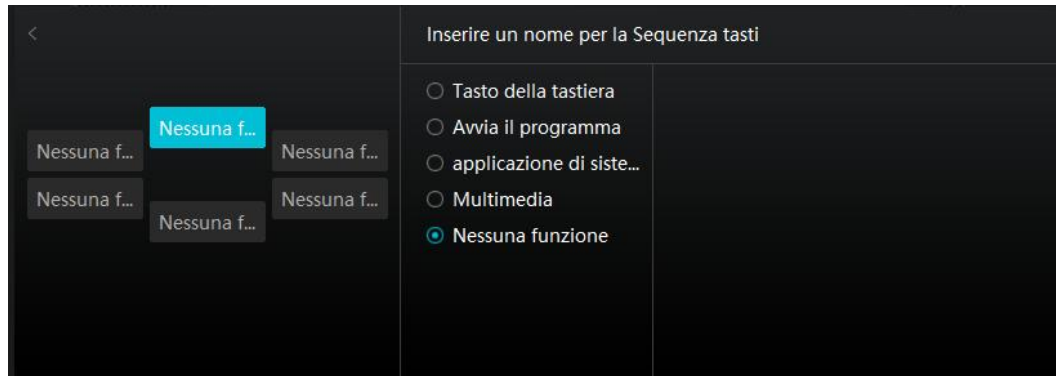 Inserire un nome per la Sequenza tasti
Nessuna f...
Nessuna f...
Nessuna f...
Nessuna f...
Nessuna f...
Nessuna f...
Tasto della tastiera
Avvia il programma
applicazione di siste...
Multimedia
Nessuna funzione